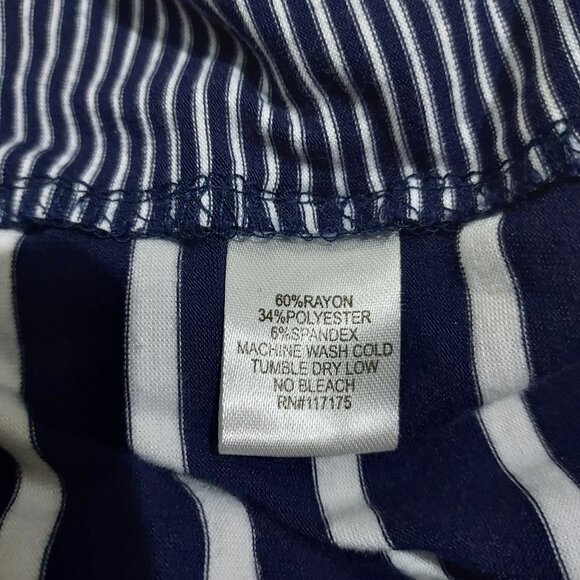 60%RAYON
34%POLYESTER
6%SPANDEX
MACHINE WASH COLD
TUMBLE DRY LOW
NO BLEACH
RN#117175